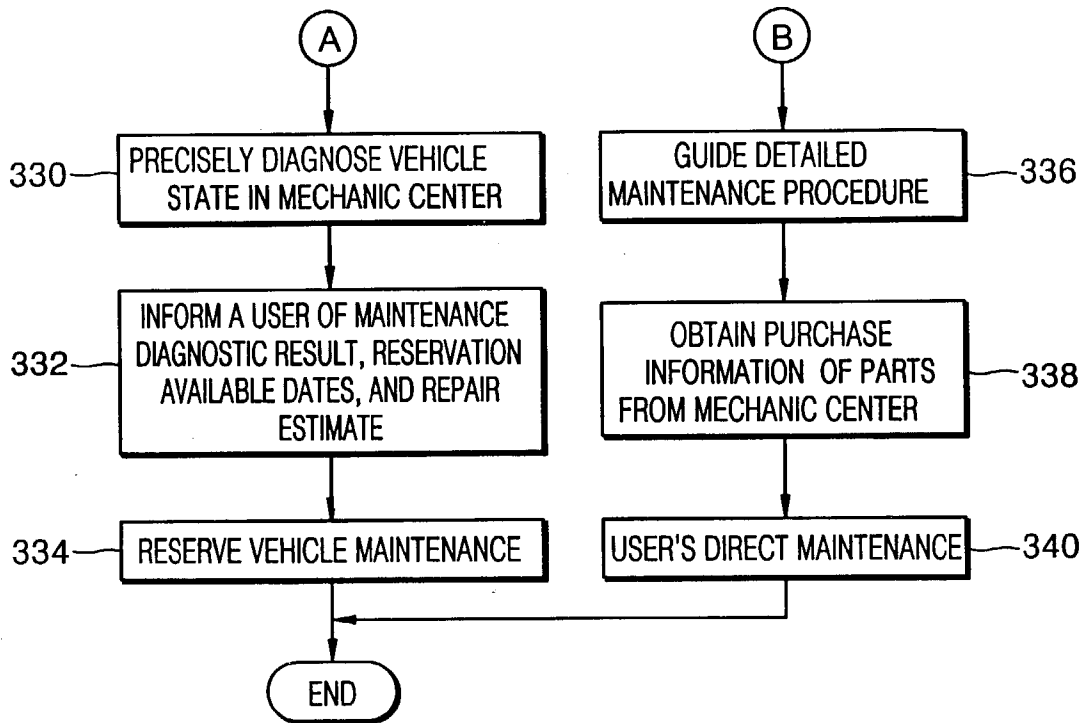 A
330
PRECISELY DIAGNOSE VEHICLE
STATE IN MECHANIC CENTER
332
INFORM A USER OF MAINTENANCE
DIAGNOSTIC RESULT, RESERVATION
AVAILABLE DATES, AND REPAIR
ESTIMATE
334
RESERVE VEHICLE MAINTENANCE
B
GUIDE DETAILED
MAINTENANCE PROCEDURE
336
OBTAIN PURCHASE
INFORMATION OF PARTS
FROM MECHANIC CENTER
338
USER'S DIRECT MAINTENANCE
340
END